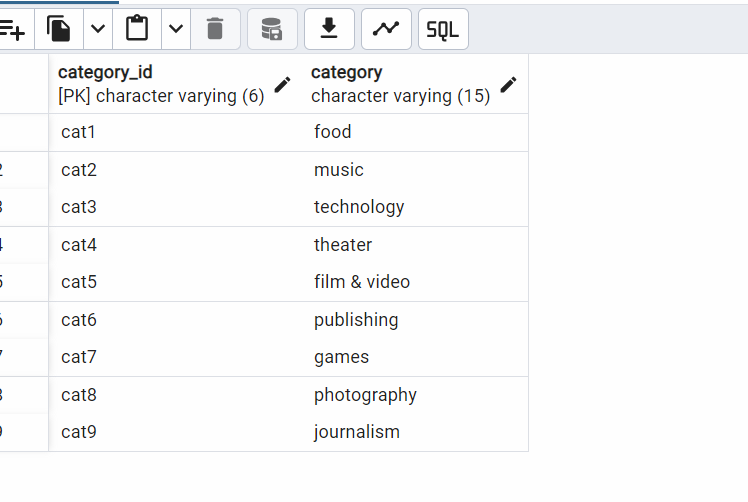 SQL
category_id category
[PK] character varying (6) character varying (15)
cat1 food
2 cat2 music
3 cat3 technology
4 cat4 theater
5 cat5 film & video
6 cat6 publishing
7 cat7 games
8 cat8 photography
9 cat9 journalism